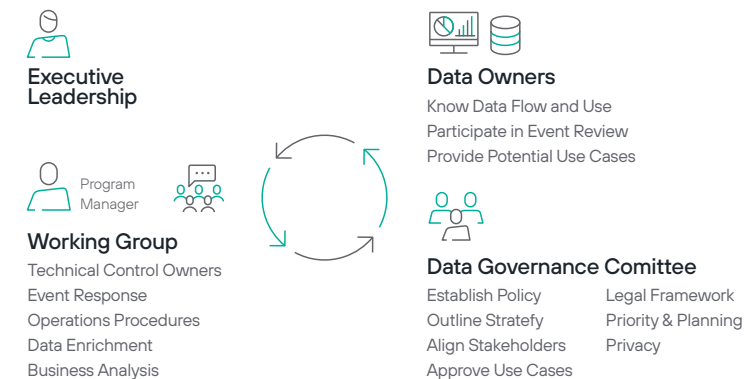 Executive
Leadership
Data Owners
Know Data Flow and Use
Participate in Event Review
Provide Potential Use Cases
Program
Manager
Working Group
Technical Control Owners
Event Response
Operations Procedures
Data Enrichment
Business Analysis
Data Governance Comittee
Establish Policy
Outline Stratefy
Align Stakeholders
Approve Use Cases
Legal Framework
Priority & Planning
Privacy